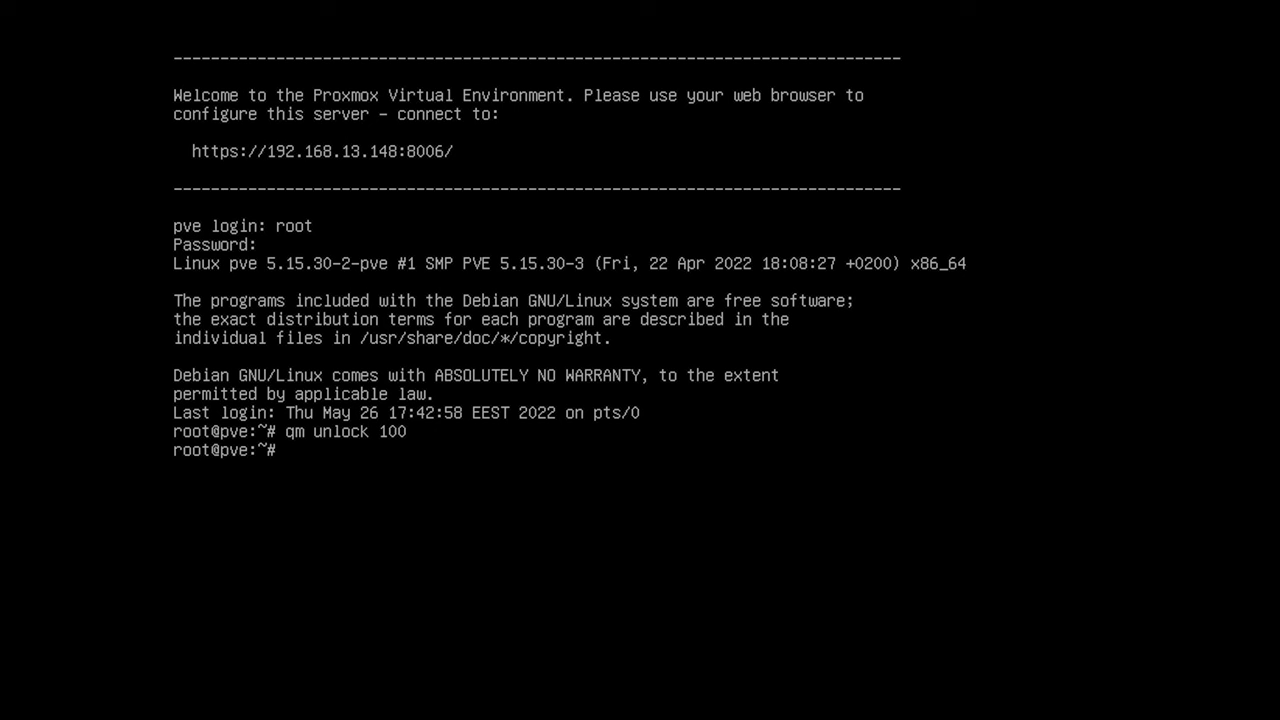 ------------------------------------------------------------------------------
Welcome to the Proxmox Virtual Environment. Please use your web browser to
configure this server - connect to:
https://192.168.13.148:8006/
------------------------------------------------------------------------------
pve login: root
Password:
Linux pve 5.15.30-2-pve #1 SMP PVE 5.15.30-3 (Fri, 22 Apr 2022 18:08:27 +0200) x86_64
The programs included with the Debian GNU/Linux system are free software;
the exact distribution terms for each program are described in the
individual files in /usr/share/doc/*/copyright.
Debian GNU/Linux comes with ABSOLUTELY NO WARRANTY, to the extent
permitted by applicable law.
Last login: Thu May 26 17:42:58 EEST 2022 on pts/0
root@pve:~# qm unlock 100
root@pve:~#